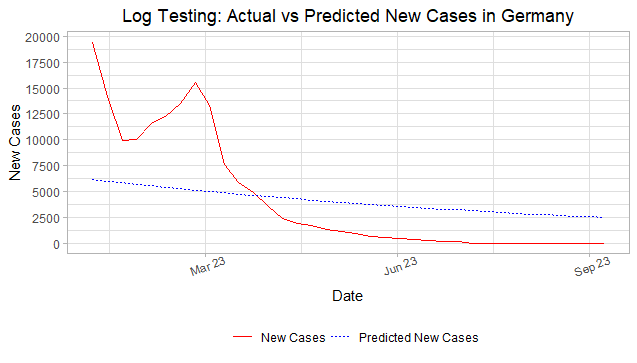 Log Testing: Actual vs Predicted New Cases in Germany
20000
17500
15000
12500
10000
7500
5000
2500
0
New Cases
Mar 23
Jun 23
Sep 23
Date
New Cases
Predicted New Cases